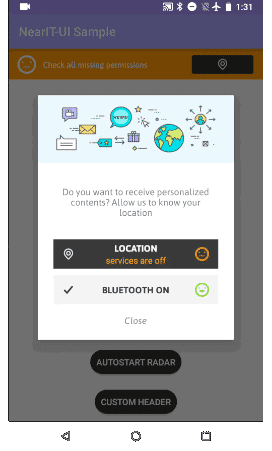 1:31
NearIT-UI Sample
Check all missing permissions
NEWS
Do you want to receive personalized
contents? Allow us to know your
location
LOCATION
services are off
BLUETOOTH ON
Close
AUTOSTART RADAR
CUSTOM HEADER